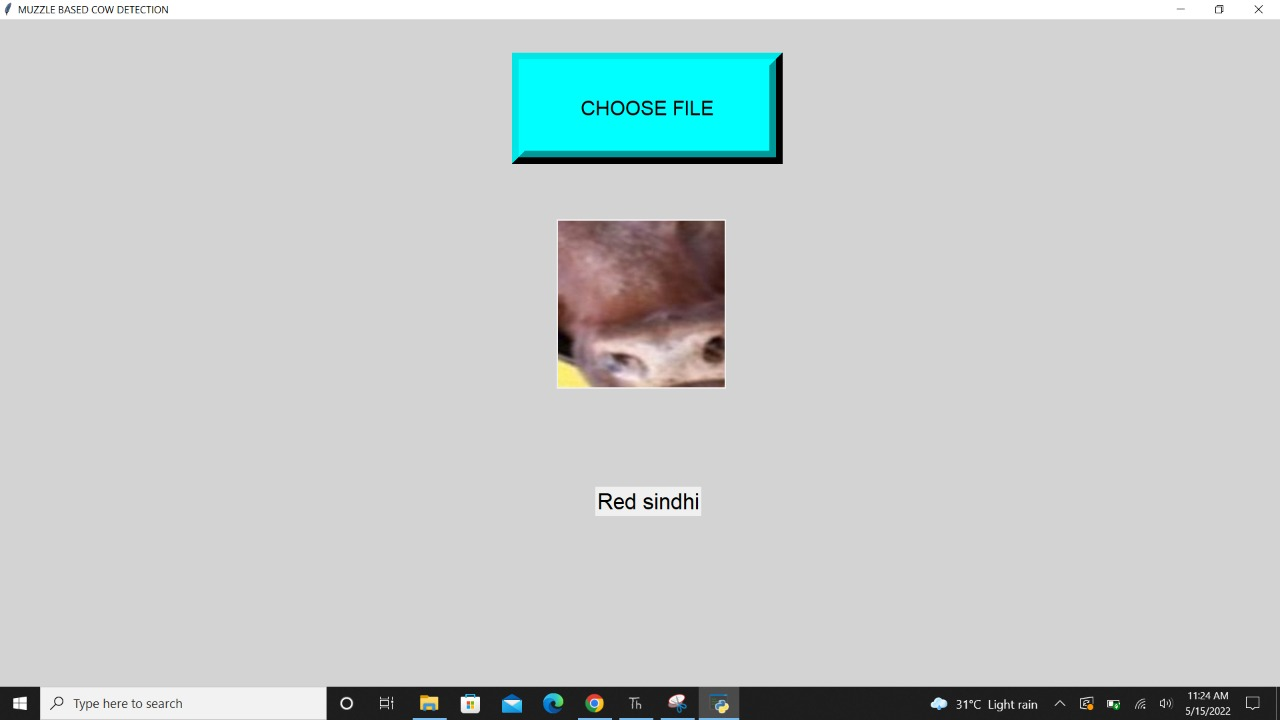 MUZZLE BASED COW DETECTION
CHOOSE FILE
Red sindhi
Type here to search
Th
31°C Light rain
11:24 AM
5/15/2022